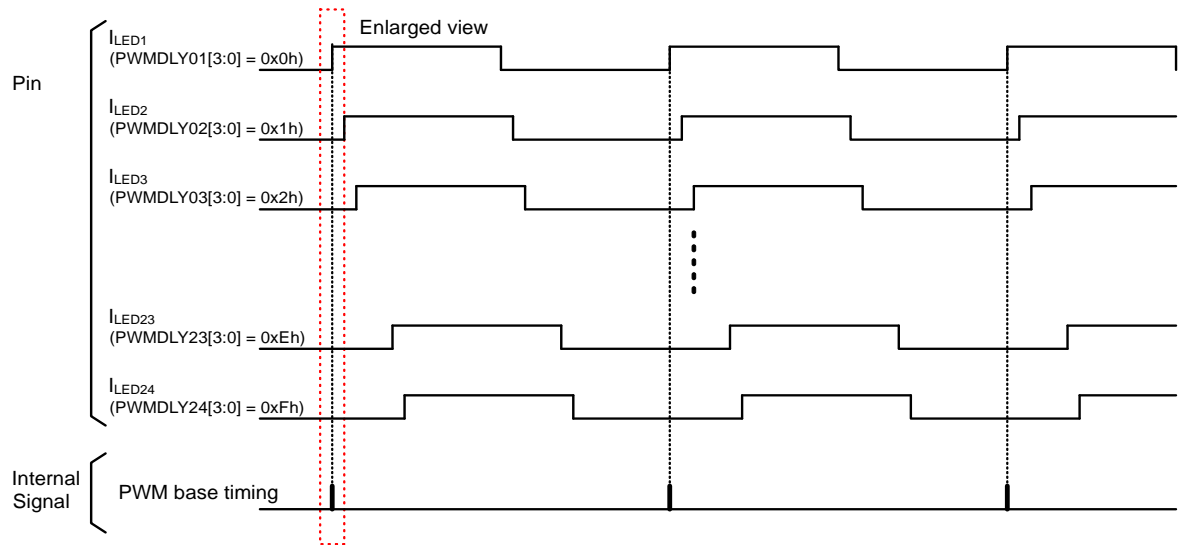 Enlarged view
Pin
ILED1
(PWMDLY01[3:0] = 0x0h)
ILED2
(PWMDLY02[3:0] = 0x1h)
ILED3
(PWMDLY03[3:0] = 0x2h)
ILED23
(PWMDLY23[3:0] = 0xEh)
ILED24
(PWMDLY24[3:0] = 0xFh)
Internal
Signal
PWM base timing